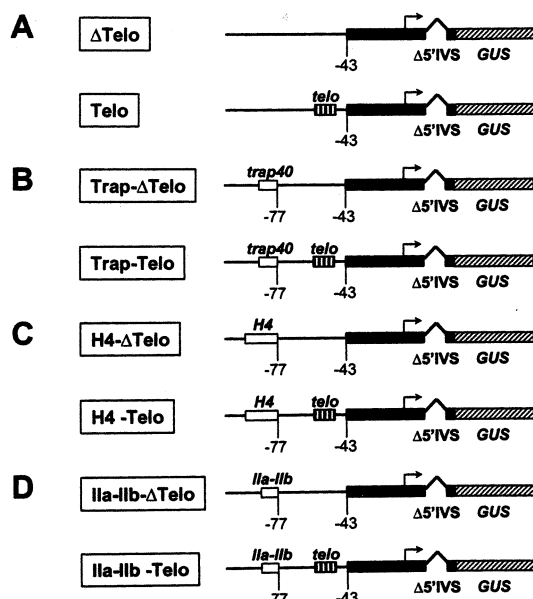 A
ΔTelo
-43
Δ5'IVS GUS
Telo
telo
-43
Δ5'IVS GUS
B
Trap-ΔTelo
trap40
-77 -43
Δ5'IVS GUS
Trap-Telo
trap40 telo
-77 -43
Δ5'IVS GUS
C
H4-ΔTelo
H4
-77 -43
Δ5'IVS GUS
H4 -Telo
H4 telo
-77 -43
Δ5'IVS GUS
D
IIa-IIb-ΔTelo
IIa-IIb
-77 -43
Δ5'IVS GUS
IIa-IIb -Telo
IIa-IIb telo
-77 -43
Δ5'IVS GUS